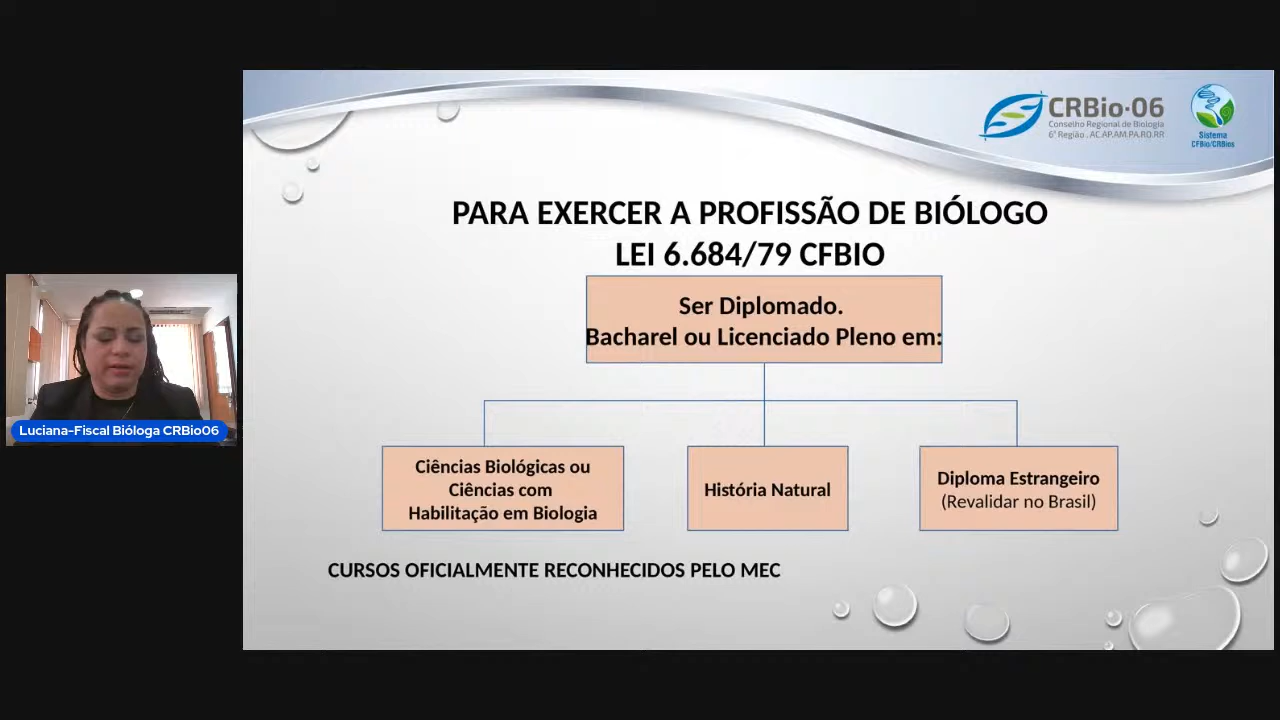 CRBio·06
Conselho Regional de Biologia
6ª Região . AC.AP.AM.PA.RO.RR
Sistema
CFBio/CRBios
PARA EXERCER A PROFISSÃO DE BIÓLOGO
LEI 6.684/79 CFBIO
Ser Diplomado.
Bacharel ou Licenciado Pleno em:
Ciências Biológicas ou
Ciências com
Habilitação em Biologia
História Natural
Diploma Estrangeiro
(Revalidar no Brasil)
CURSOS OFICIALMENTE RECONHECIDOS PELO MEC
Luciana-Fiscal Bióloga CRBio06